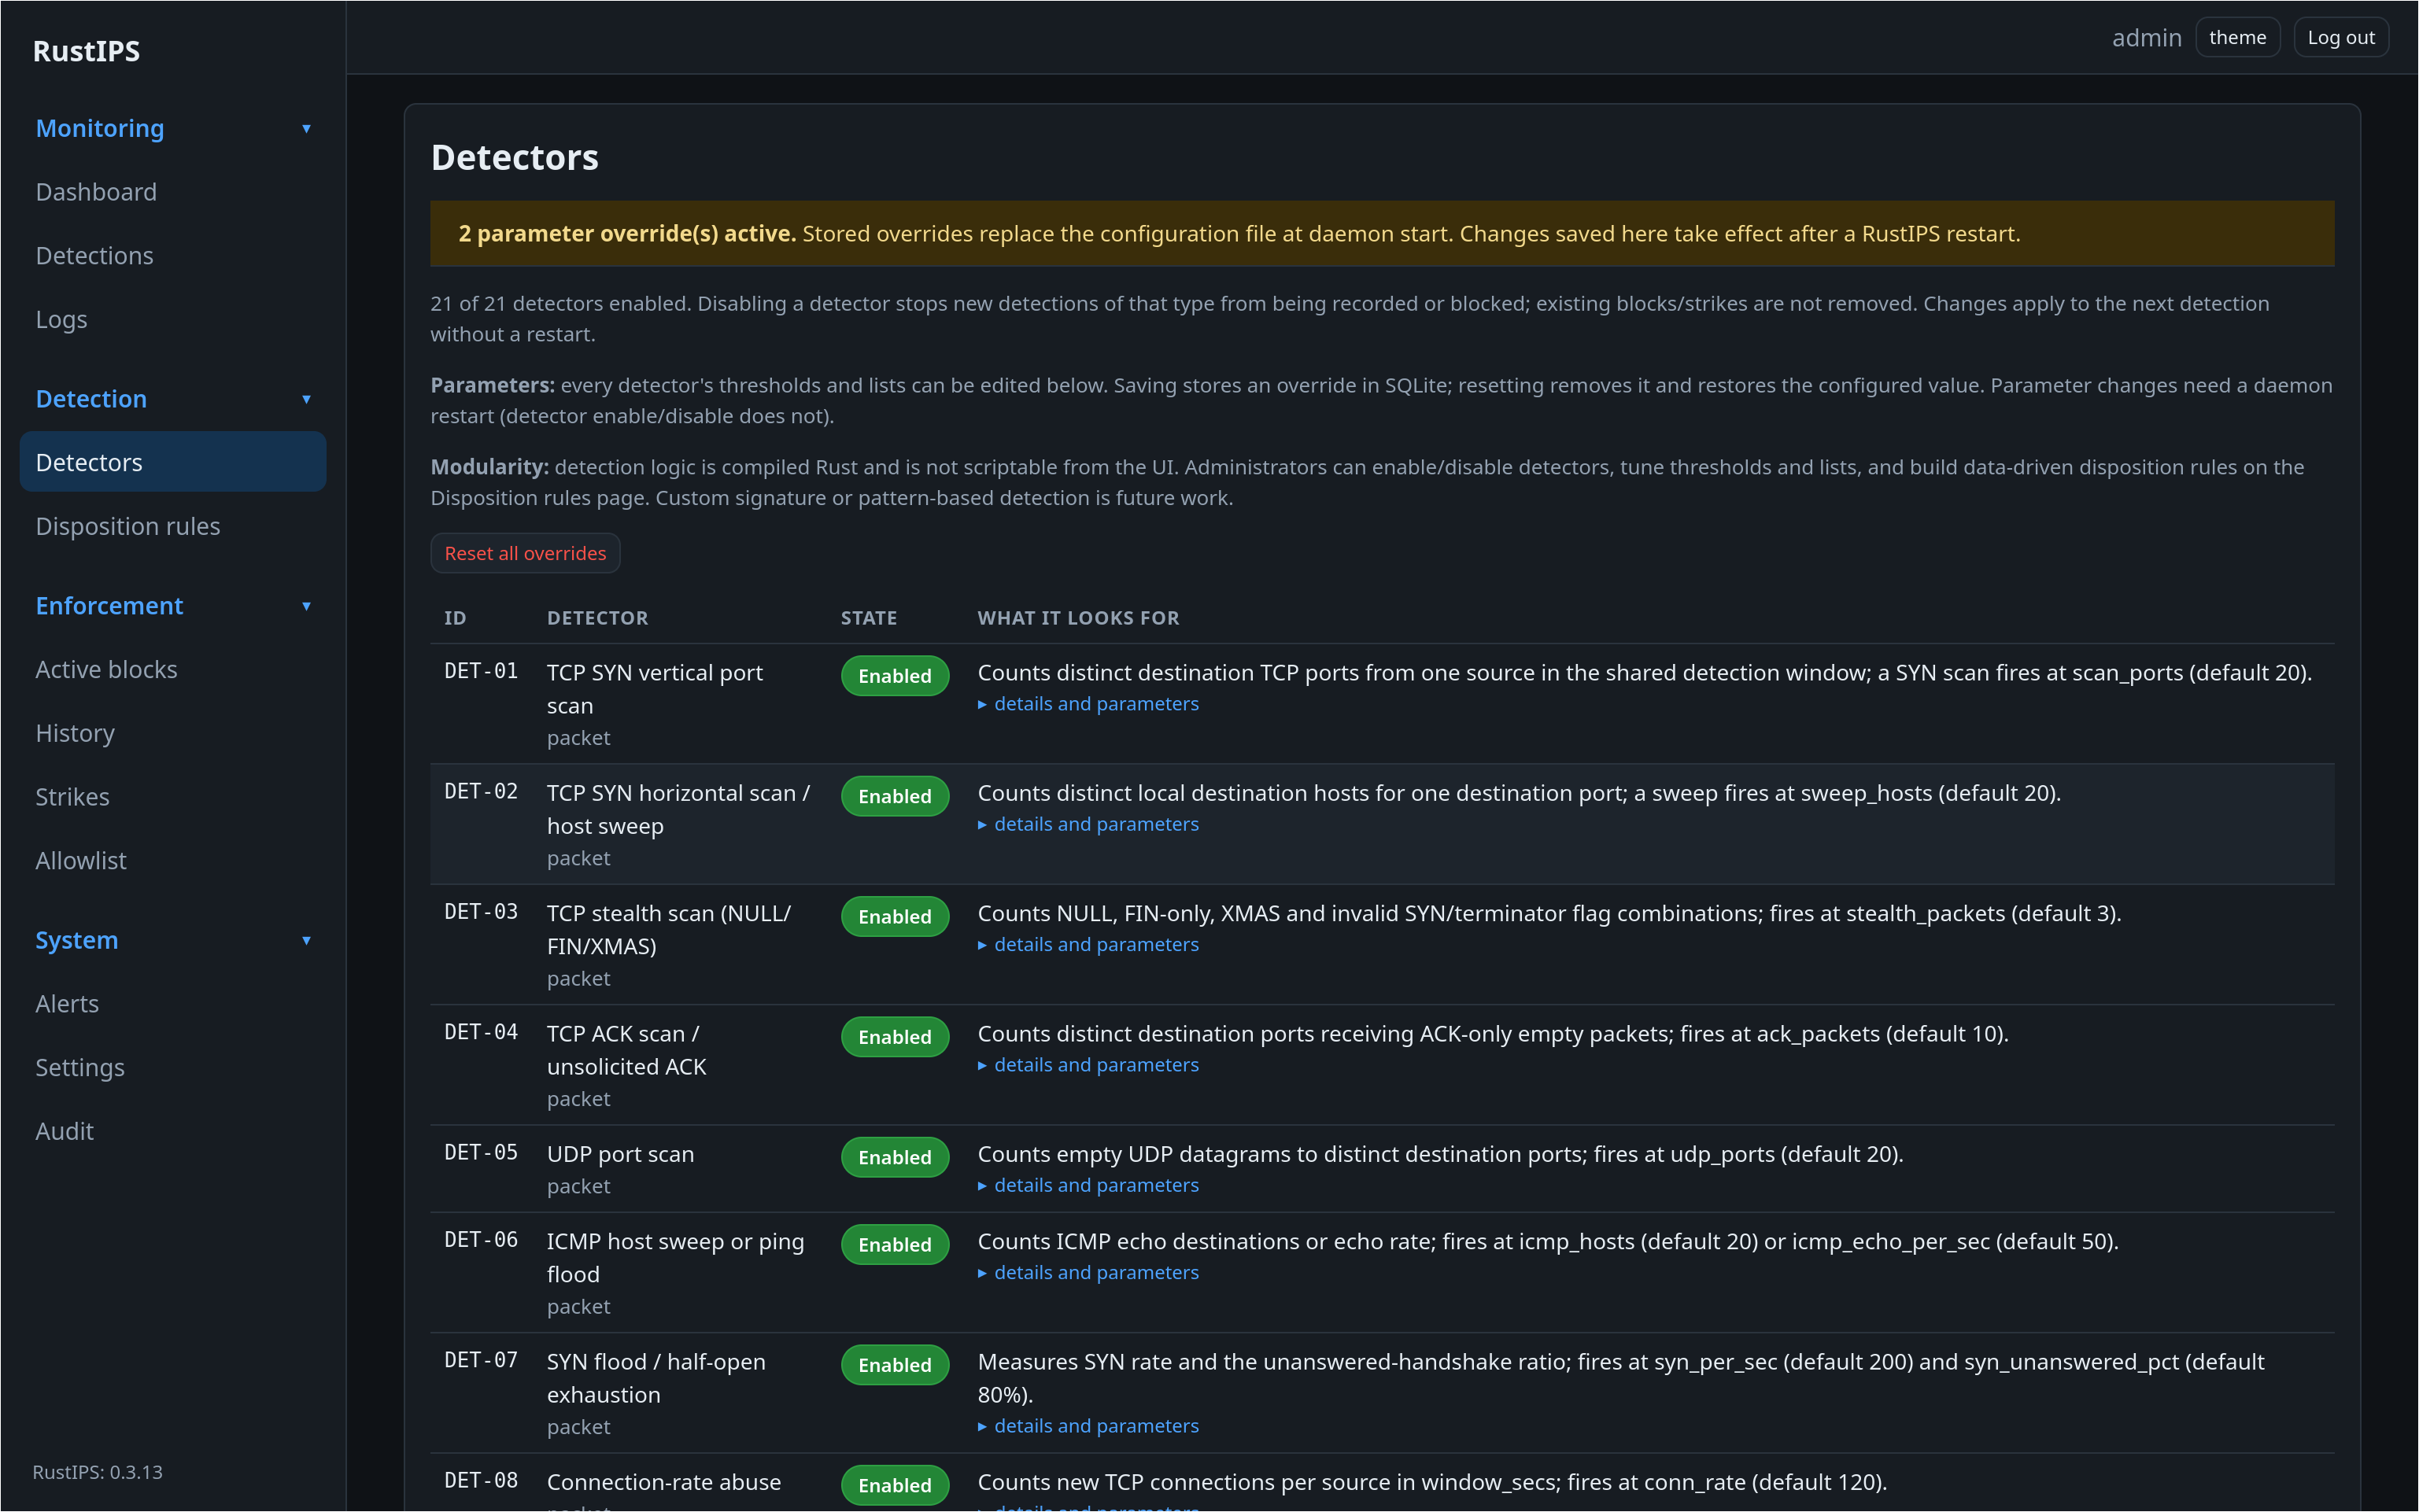 RustIPS
admin
theme
Log out
Monitoring ▾
Dashboard
Detections
Logs
Detection ▾
Detectors
Disposition rules
Enforcement ▾
Active blocks
History
Strikes
Allowlist
System ▾
Alerts
Settings
Audit
RustIPS: 0.3.13
Detectors
2 parameter override(s) active. Stored overrides replace the configuration file at daemon start. Changes saved here take effect after a RustIPS restart.
21 of 21 detectors enabled. Disabling a detector stops new detections of that type from being recorded or blocked; existing blocks/strikes are not removed. Changes apply to the next detection
without a restart.
Parameters: every detector's thresholds and lists can be edited below. Saving stores an override in SQLite; resetting removes it and restores the configured value. Parameter changes need a daemon
restart (detector enable/disable does not).
Modularity: detection logic is compiled Rust and is not scriptable from the UI. Administrators can enable/disable detectors, tune thresholds and lists, and build data-driven disposition rules on the
Disposition rules page. Custom signature or pattern-based detection is future work.
Reset all overrides
ID DETECTOR STATE WHAT IT LOOKS FOR
DET-01 TCP SYN vertical port Enabled Counts distinct destination TCP ports from one source in the shared detection window; a SYN scan fires at scan_ports (default 20).
scan ▸ details and parameters
packet
DET-02 TCP SYN horizontal scan / Enabled Counts distinct local destination hosts for one destination port; a sweep fires at sweep_hosts (default 20).
host sweep ▸ details and parameters
packet
DET-03 TCP stealth scan (NULL/ Enabled Counts NULL, FIN-only, XMAS and invalid SYN/terminator flag combinations; fires at stealth_packets (default 3).
FIN/XMAS) ▸ details and parameters
packet
DET-04 TCP ACK scan / Enabled Counts distinct destination ports receiving ACK-only empty packets; fires at ack_packets (default 10).
unsolicited ACK ▸ details and parameters
packet
DET-05 UDP port scan Enabled Counts empty UDP datagrams to distinct destination ports; fires at udp_ports (default 20).
packet ▸ details and parameters
DET-06 ICMP host sweep or ping Enabled Counts ICMP echo destinations or echo rate; fires at icmp_hosts (default 20) or icmp_echo_per_sec (default 50).
flood ▸ details and parameters
packet
DET-07 SYN flood / half-open Enabled Measures SYN rate and the unanswered-handshake ratio; fires at syn_per_sec (default 200) and syn_unanswered_pct (default
exhaustion 80%).
packet ▸ details and parameters
DET-08 Connection-rate abuse Enabled Counts new TCP connections per source in window_secs; fires at conn_rate (default 120).